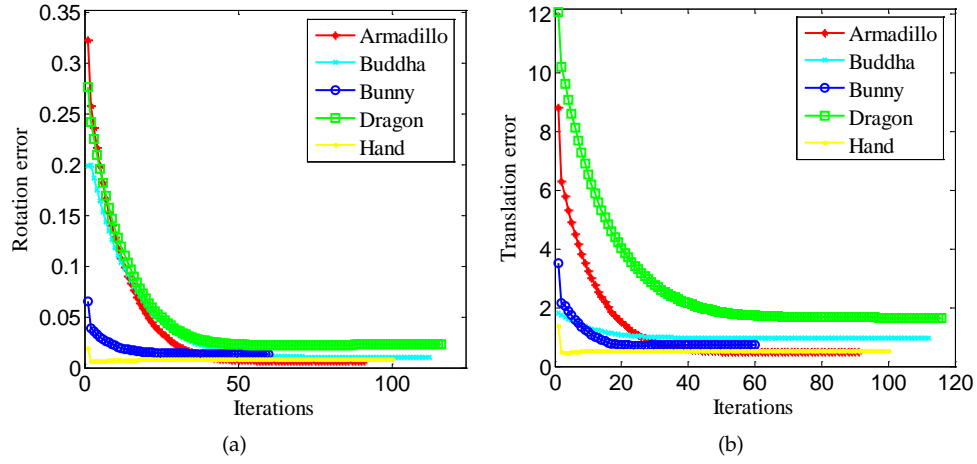 0.35
0.3
0.25
0.2
0.15
0.1
0.05
0
0
50
100
Rotation error
Iterations
Armadillo
Buddha
Bunny
Dragon
Hand
(a)
12
10
8
6
4
2
0
0
20
40
60
80
100
120
Translation error
Iterations
Armadillo
Buddha
Bunny
Dragon
Hand
(b)